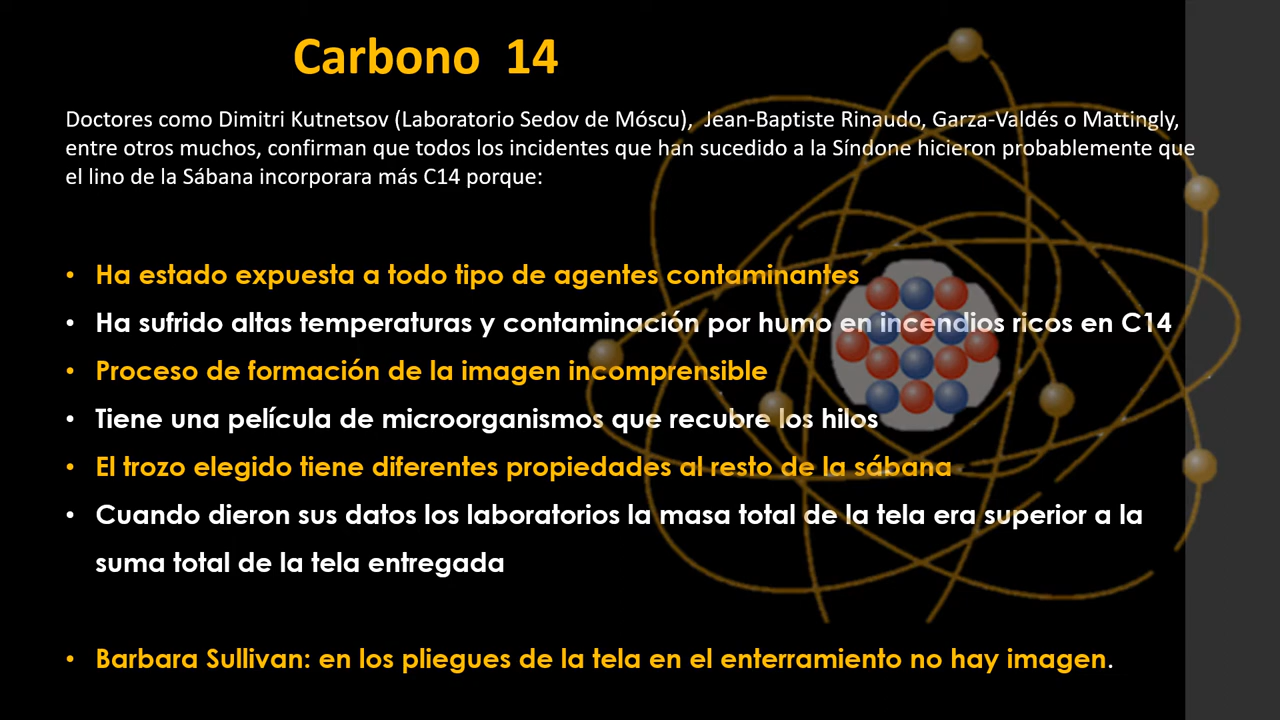 Carbono 14
Doctores como Dimitri Kutnetsov (Laboratorio Sedov de Móscu), Jean-Baptiste Rinaudo, Garza-Valdés o Mattingly,
entre otros muchos, confirman que todos los incidentes que han sucedido a la Síndone hicieron probablemente que
el lino de la Sábana incorporara más C14 porque:
• Ha estado expuesta a todo tipo de agentes contaminantes
• Ha sufrido altas temperaturas y contaminación por humo en incendios ricos en C14
• Proceso de formación de la imagen incomprensible
• Tiene una película de microorganismos que recubre los hilos
• El trozo elegido tiene diferentes propiedades al resto de la sábana
• Cuando dieron sus datos los laboratorios la masa total de la tela era superior a la
suma total de la tela entregada
• Barbara Sullivan: en los pliegues de la tela en el enterramiento no hay imagen.